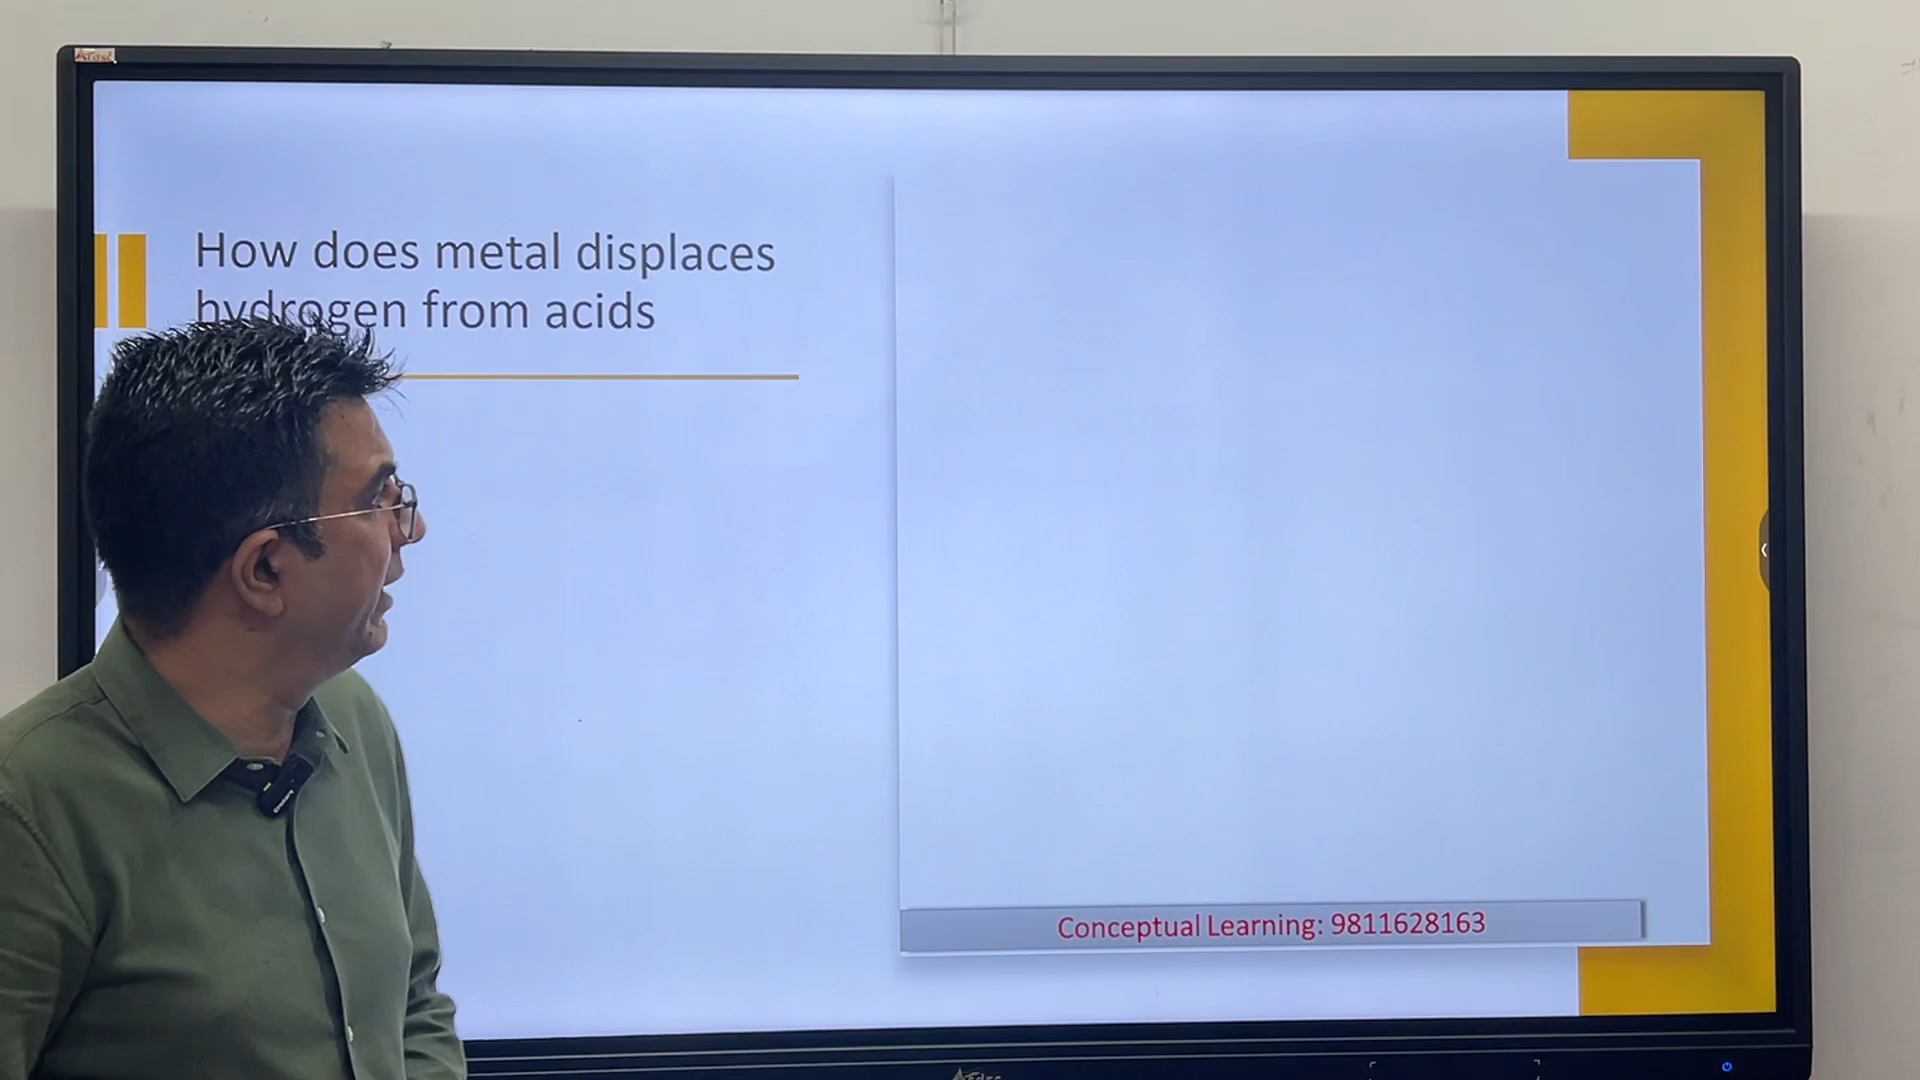 How does metal displaces
hydrogen from acids
Conceptual Learning: 9811628163